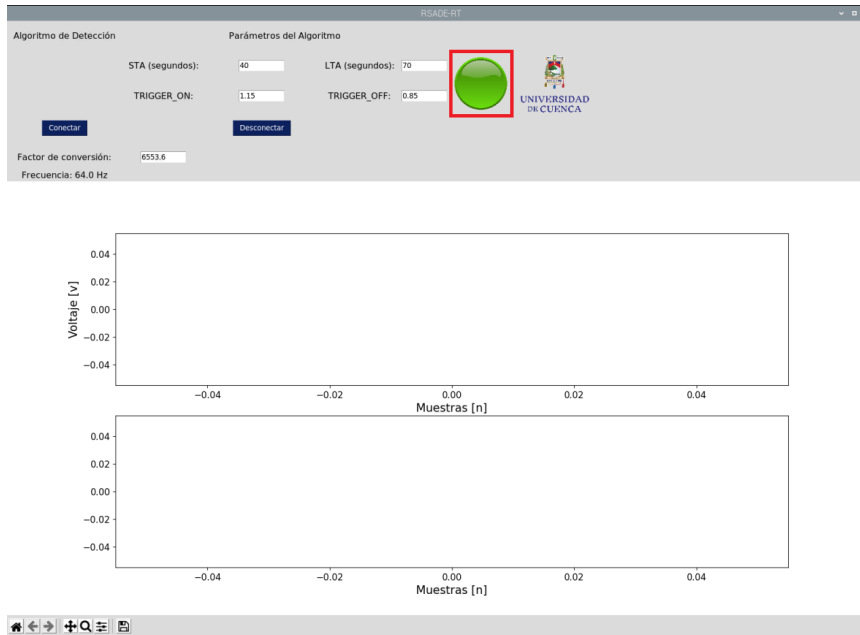 RSADE-RT
Algoritmo de Detección
Parámetros del Algoritmo
STA (segundos): 40 LTA (segundos): 70
TRIGGER_ON: 1.15 TRIGGER_OFF: 0.85
UNIVERSIDAD
DE CUENCA
Conectar Desconectar
Factor de conversión: 6553.6
Frecuencia: 64.0 Hz
Voltaje [v]
0.04
0.02
0.00
−0.02
−0.04
−0.04 −0.02 0.00 0.02 0.04
Muestras [n]
0.04
0.02
0.00
−0.02
−0.04
−0.04 −0.02 0.00 0.02 0.04
Muestras [n]